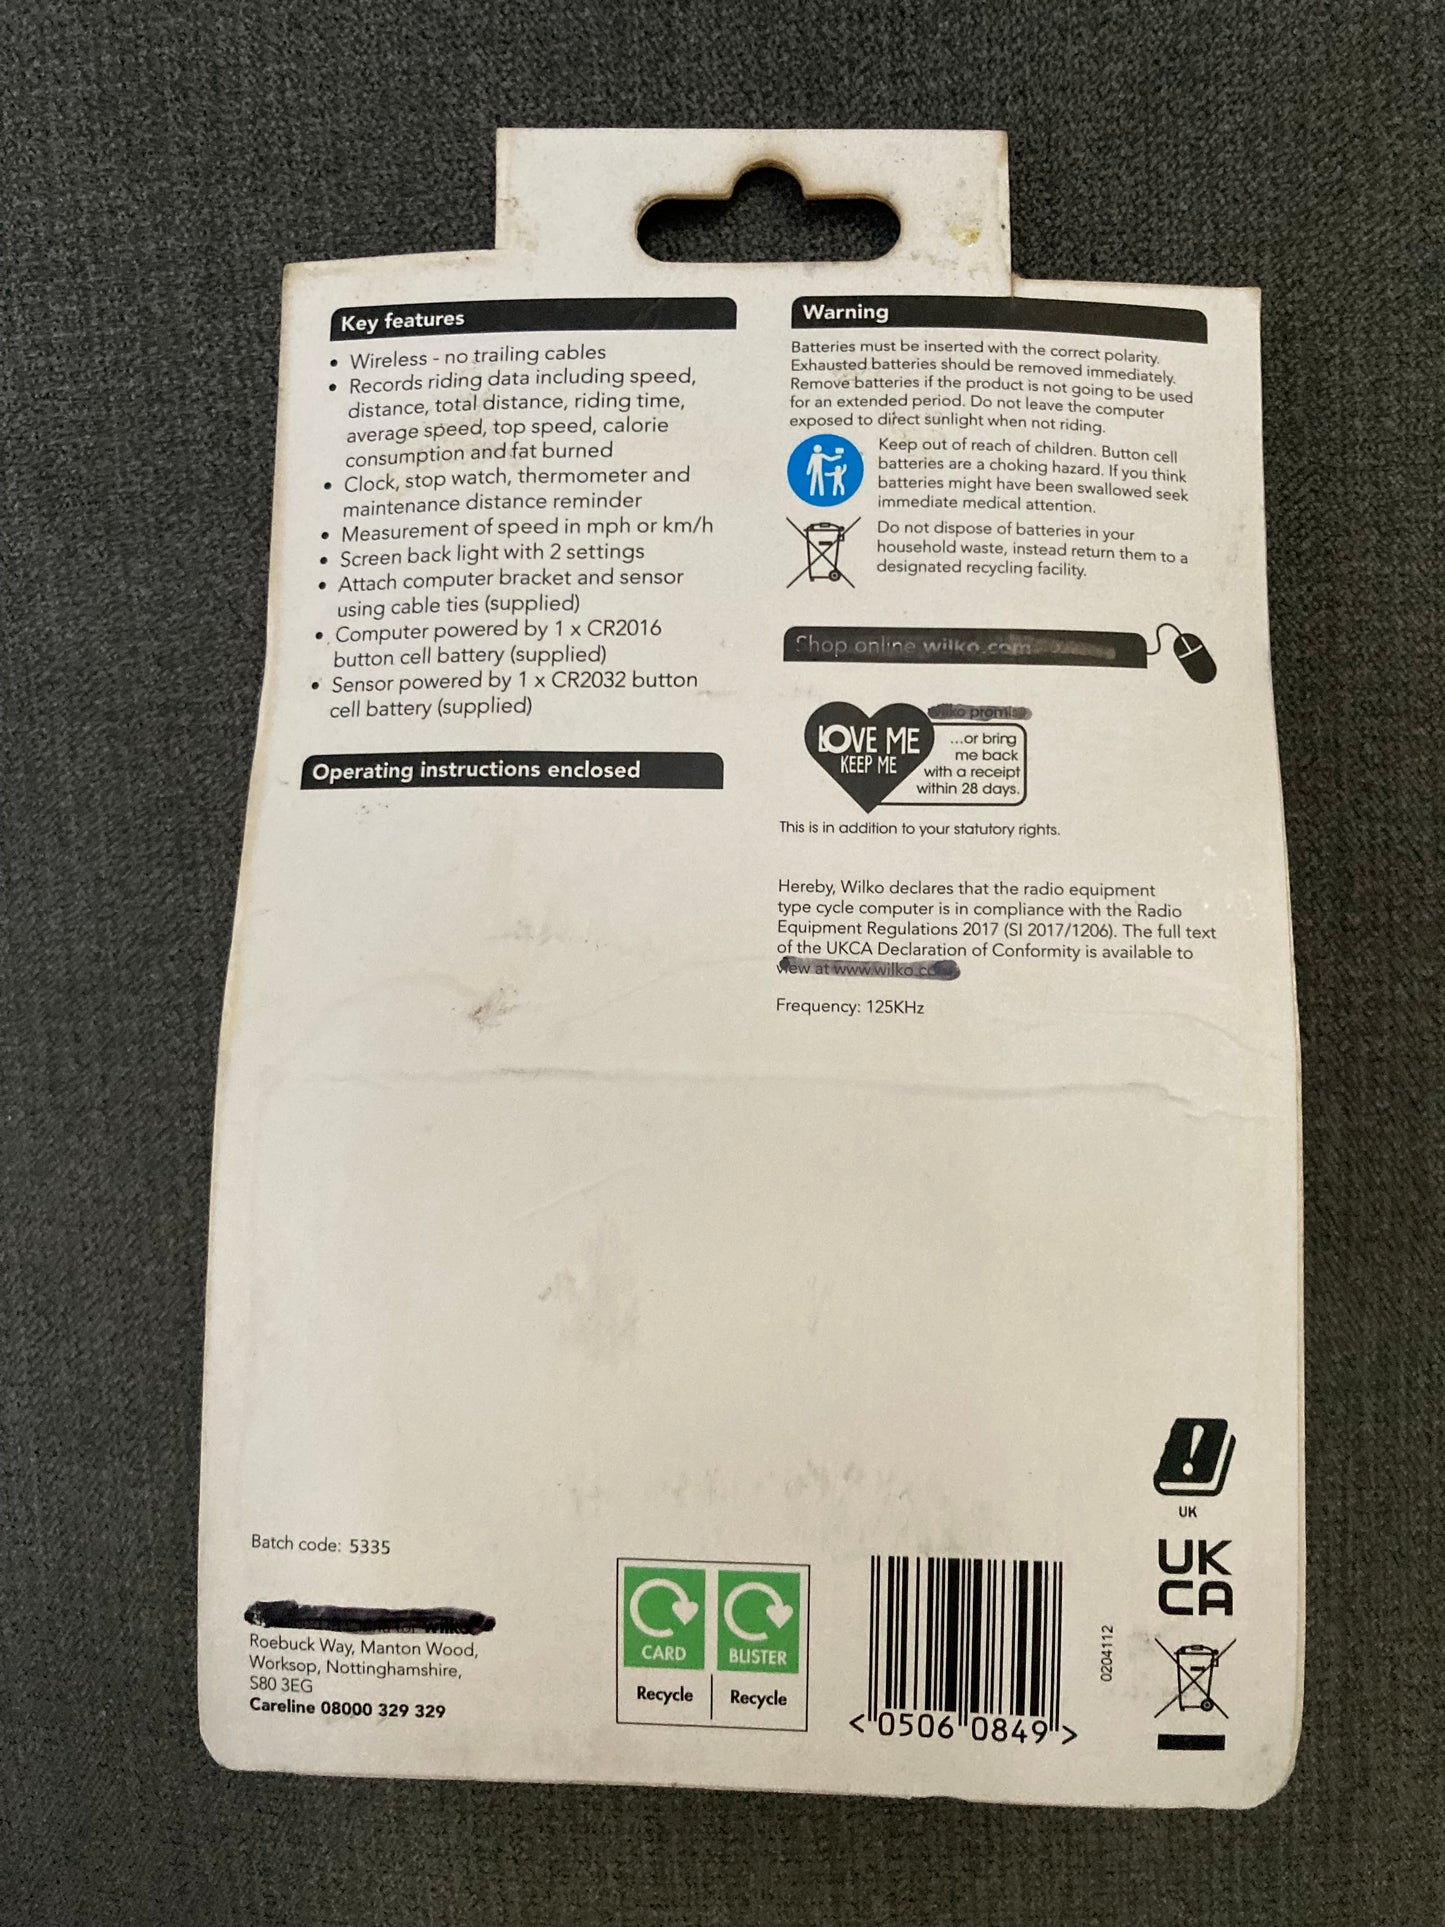 Key features
• Wireless - no trailing cables
• Records riding data including speed,
distance, total distance, riding time,
average speed, top speed, calorie
consumption and fat burned
• Clock, stop watch, thermometer and
maintenance distance reminder
• Measurement of speed in mph or km/h
• Screen back light with 2 settings
• Attach computer bracket and sensor
using cable ties (supplied)
• Computer powered by 1 x CR2016
button cell battery (supplied)
• Sensor powered by 1 x CR2032 button
cell battery (supplied)
Operating instructions enclosed
Warning
Batteries must be inserted with the correct polarity.
Exhausted batteries should be removed immediately.
Remove batteries if the product is not going to be used
for an extended period. Do not leave the computer
exposed to direct sunlight when not riding.
Keep out of reach of children. Button cell
batteries are a choking hazard. If you think
batteries might have been swallowed seek
immediate medical attention.
Do not dispose of batteries in your
household waste, instead return them to a
designated recycling facility.
Shop online wilko.com
wilko promise
LOVE ME
KEEP ME
...or bring
me back
with a receipt
within 28 days.
This is in addition to your statutory rights.
Hereby, Wilko declares that the radio equipment
type cycle computer is in compliance with the Radio
Equipment Regulations 2017 (SI 2017/1206). The full text
of the UKCA Declaration of Conformity is available to
view at www.wilko.com
Frequency: 125KHz
Batch code: 5335
for wilko
Roebuck Way, Manton Wood,
Worksop, Nottinghamshire,
S80 3EG
Careline 08000 329 329
CARD
BLISTER
Recycle
Recycle
<0506 0849>
0204112
UK
UK
CA